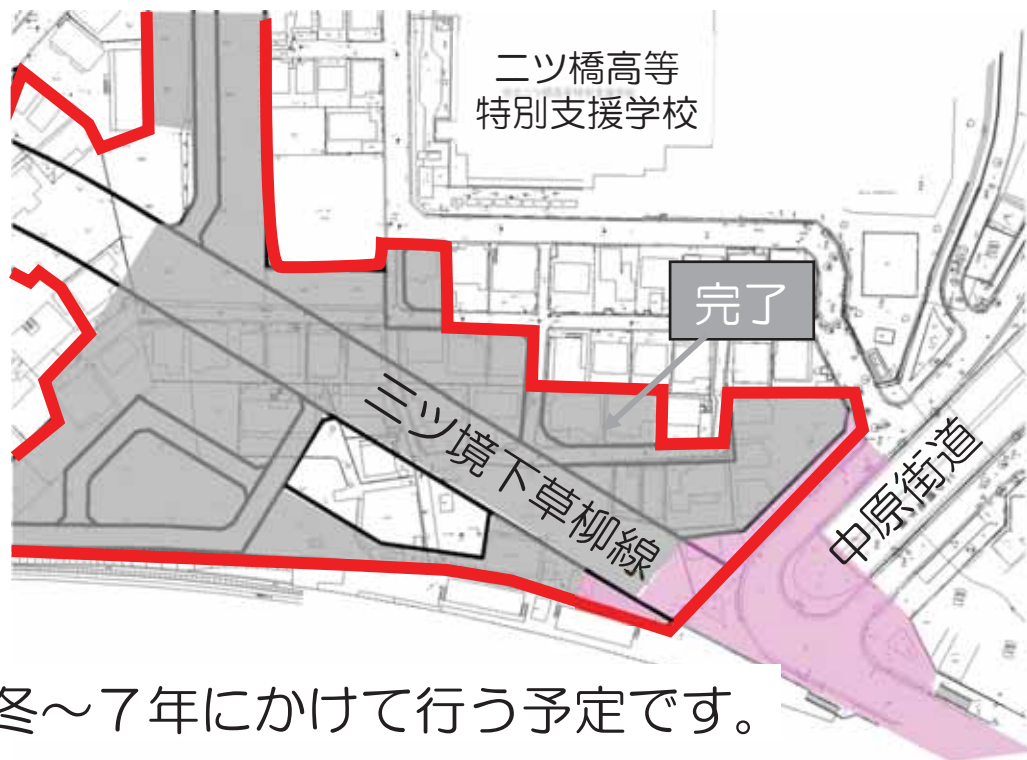 二ツ橋高等
特別支援学校
完了
三ツ境下草柳線
中原街道
冬～７年にかけて行う予定です。